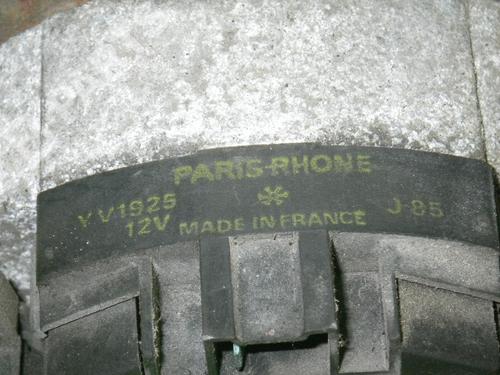 PARIS-RHONE
YV1925 J-85
12V MADE IN FRANCE